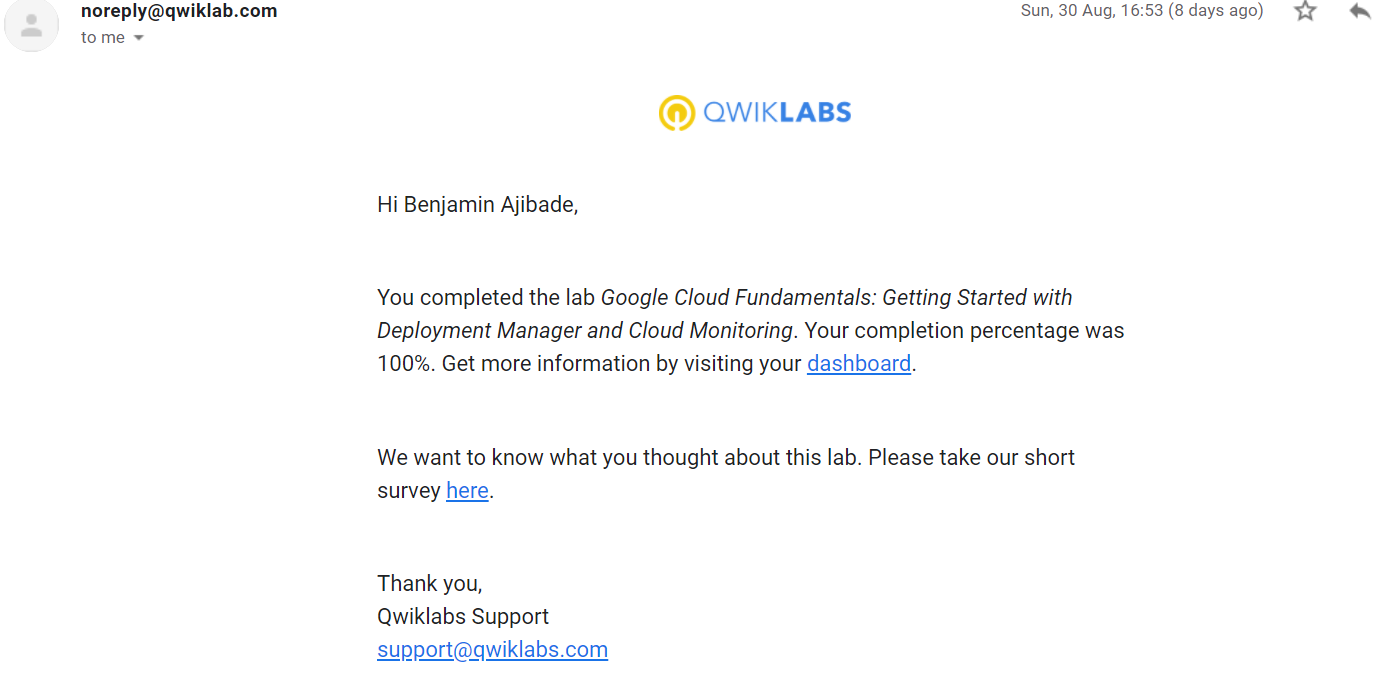 noreply@qwiklab.com
Sun, 30 Aug, 16:53 (8 days ago)
to me
QWIKLABS
Hi Benjamin Ajibade,
You completed the lab Google Cloud Fundamentals: Getting Started with
Deployment Manager and Cloud Monitoring. Your completion percentage was
100%. Get more information by visiting your dashboard.
We want to know what you thought about this lab. Please take our short
survey here.
Thank you,
Qwiklabs Support
support@qwiklabs.com